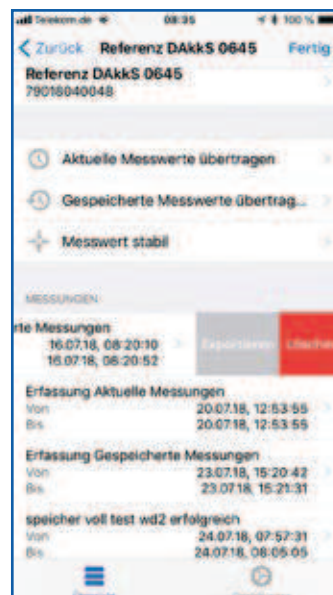 Telekom.de 08:35 100 %
Zurück Referenz DAkkS 0645 Fertig
Referenz DAkkS 0645
79018040048
Aktuelle Messwerte übertragen
Gespeicherte Messwerte übertrag...
Messwert stabil
MESSUNGEN
rte Messungen
16.07.18, 08:20:10
16.07.18, 08:20:52
Exportieren Löschen
Erfassung Aktuelle Messungen
Von 20.07.18, 12:53:55
Bis 20.07.18, 12:53:55
Erfassung Gespeicherte Messungen
Von 23.07.18, 15:20:42
Bis 23.07.18, 15:21:31
speicher voll test wd2 erfolgreich
Von 24.07.18, 07:57:31
Bis 24.07.18, 08:05:05